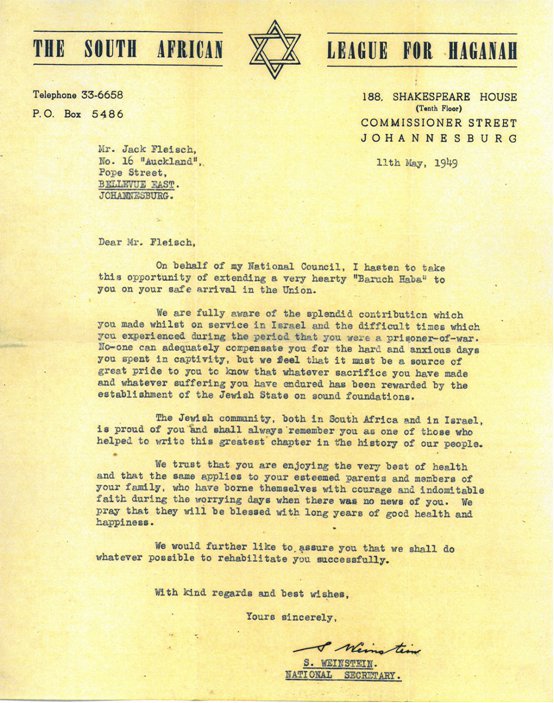 THE SOUTH AFRICAN LEAGUE FOR HAGANAH
Telephone 33-6658
P.O. Box 5486
188, SHAKESPEARE HOUSE
(Tenth Floor)
COMMISSIONER STREET
JOHANNESBURG
11th May, 1949
Mr. Jack Fleisch,
No. 16 "Auckland",
Pope Street,
BELLEVUE EAST.
JOHANNESBURG.
Dear Mr. Fleisch,
On behalf of my National Council, I hasten to take
this opportunity of extending a very hearty "Baruch Haba" to
you on your safe arrival in the Union.
We are fully aware of the splendid contribution which
you made whilst on service in Israel and the difficult times which
you experienced during the period that you were a prisoner-of-war.
No-one can adequately compensate you for the hard and anxious days
you spent in captivity, but we feel that it must be a source of
great pride to you to know that whatever sacrifice you have made
and whatever suffering you have endured has been rewarded by the
establishment of the Jewish State on sound foundations.
The Jewish community, both in South Africa and in Israel,
is proud of you and shall always remember you as one of those who
helped to write this greatest chapter in the history of our people.
We trust that you are enjoying the very best of health
and that the same applies to your esteemed parents and members of
your family, who have borne themselves with courage and indomitable
faith during the worrying days when there was no news of you. We
pray that they will be blessed with long years of good health and
happiness.
We would further like to assure you that we shall do
whatever possible to rehabilitate you successfully.
With kind regards and best wishes,
Yours sincerely,
S Weinstein
S. WEINSTEIN.
NATIONAL SECRETARY.